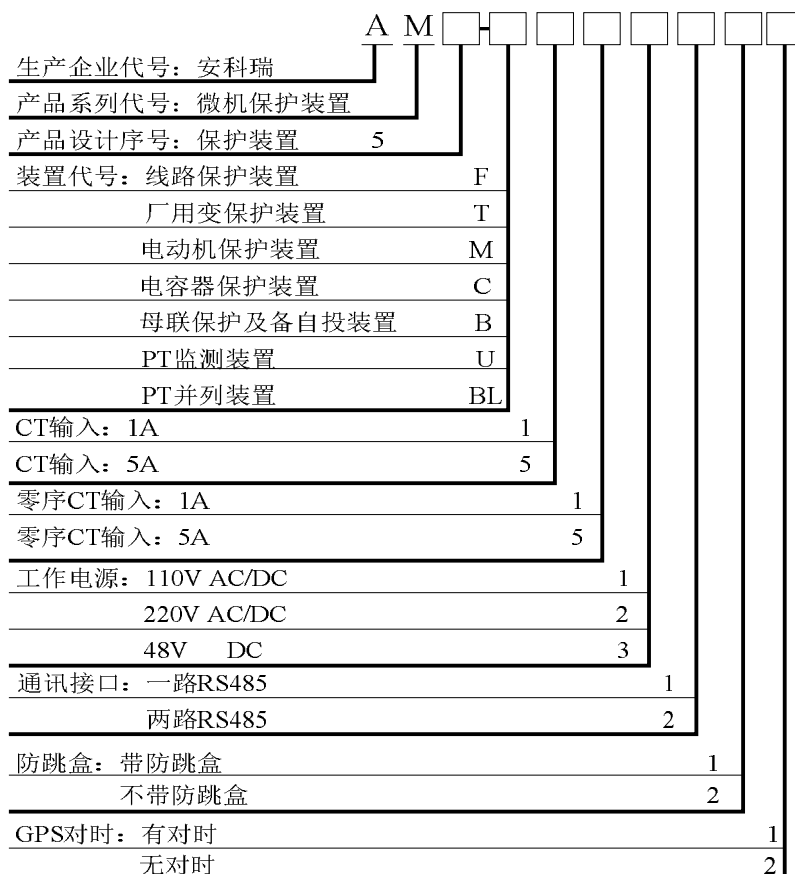 A M -
生产企业代号：安科瑞
产品系列代号：微机保护装置
产品设计序号：保护装置 5
装置代号：线路保护装置 F
厂用变保护装置 T
电动机保护装置 M
电容器保护装置 C
母联保护及备自投装置 B
PT监测装置 U
PT并列装置 BL
CT输入：1A 1
CT输入：5A 5
零序CT输入：1A 1
零序CT输入：5A 5
工作电源：110V AC/DC 1
220V AC/DC 2
48V DC 3
通讯接口：一路RS485 1
两路RS485 2
防跳盒：带防跳盒 1
不带防跳盒 2
GPS对时：有对时 1
无对时 2